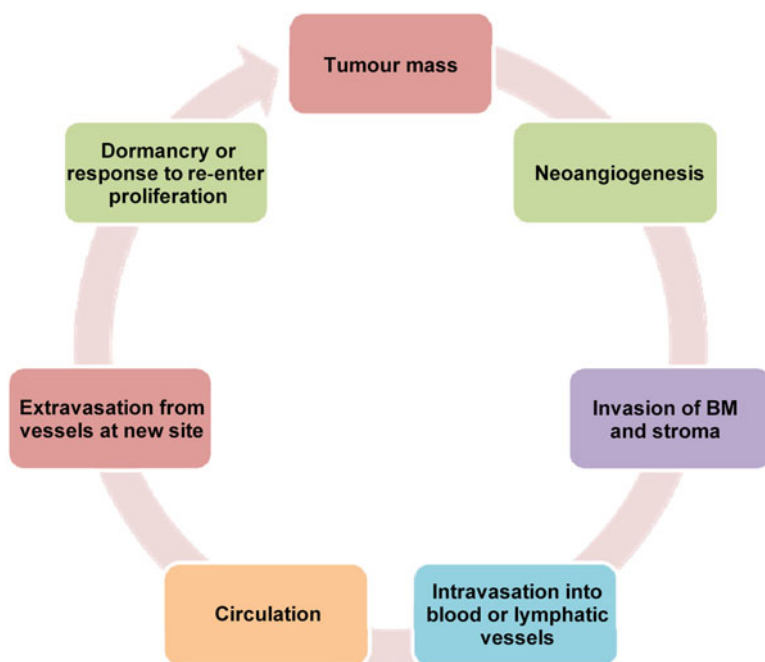 Tumour mass
Neoangiogenesis
Invasion of BM
and stroma
Intravasation into
blood or lymphatic
vessels
Circulation
Extravasation from
vessels at new site
Dormancry or
response to re-enter
proliferation